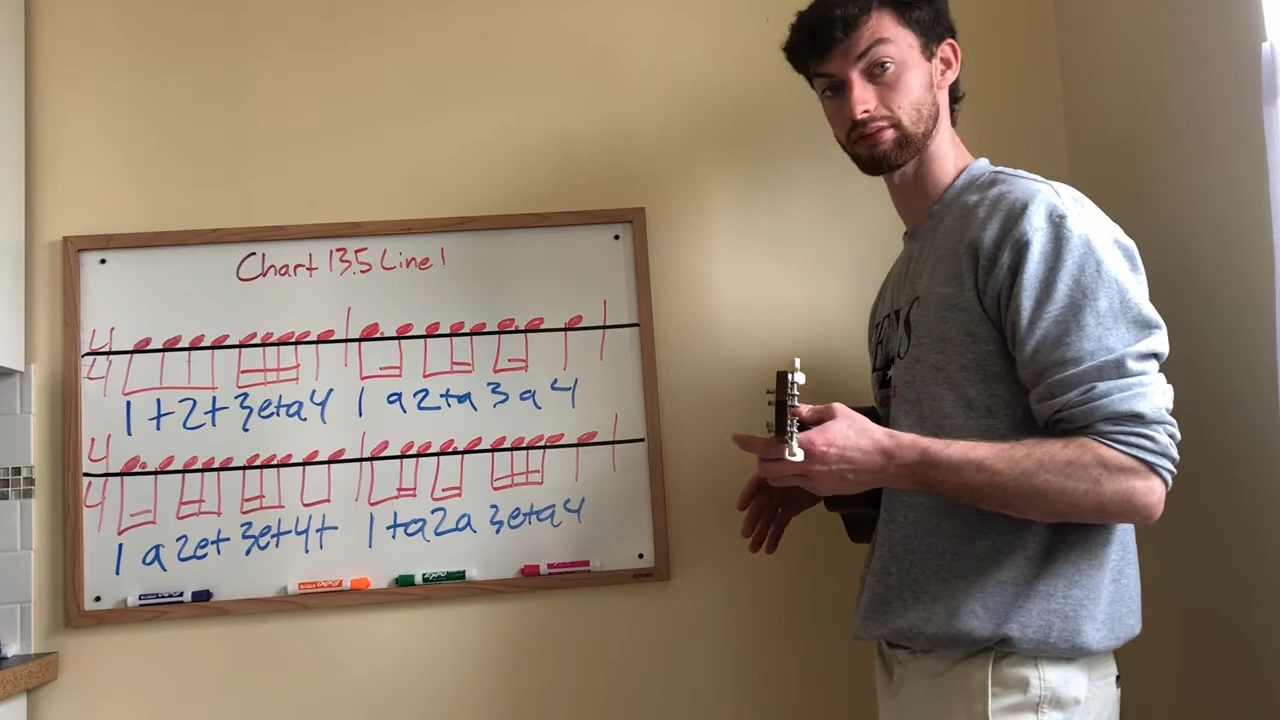 Chart 13.5 Line 1
4
4
1 + 2 + 3 e + a 4 1 a 2 + a 3 a 4
4
4
1 a 2 e + 3 e + 4 + 1 + a 2 a 3 e + a 4
EXPO